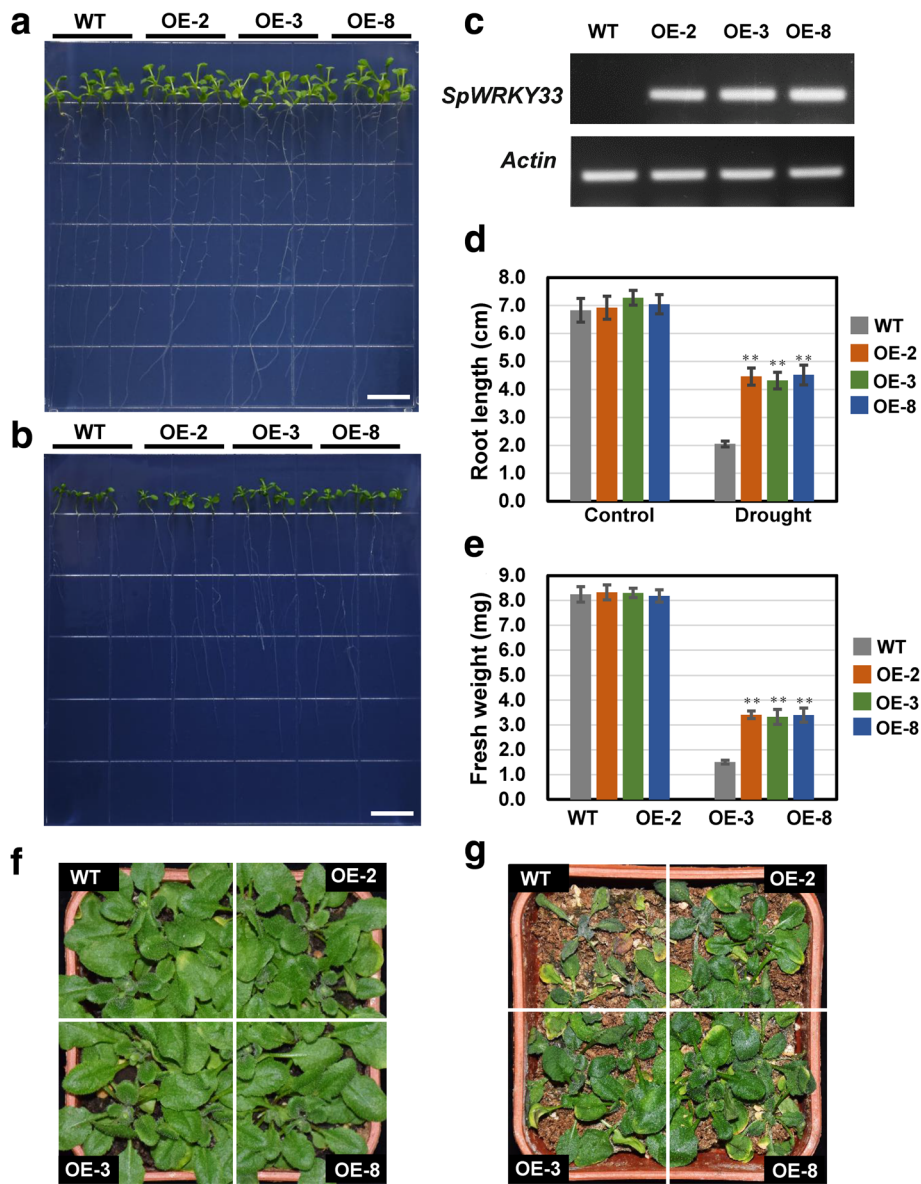 a
WT OE-2 OE-3 OE-8
b
WT OE-2 OE-3 OE-8
c
WT OE-2 OE-3 OE-8
SpWRKY33
Actin
d
8.0
7.0
6.0
5.0
4.0
3.0
2.0
1.0
0.0
Root length (cm)
** ** **
Control Drought
WT
OE-2
OE-3
OE-8
e
9.0
8.0
7.0
6.0
5.0
4.0
3.0
2.0
1.0
0.0
Fresh weight (mg)
** ** **
WT OE-2 OE-3 OE-8
WT
OE-2
OE-3
OE-8
f
WT OE-2
OE-3 OE-8
g
WT OE-2
OE-3 OE-8